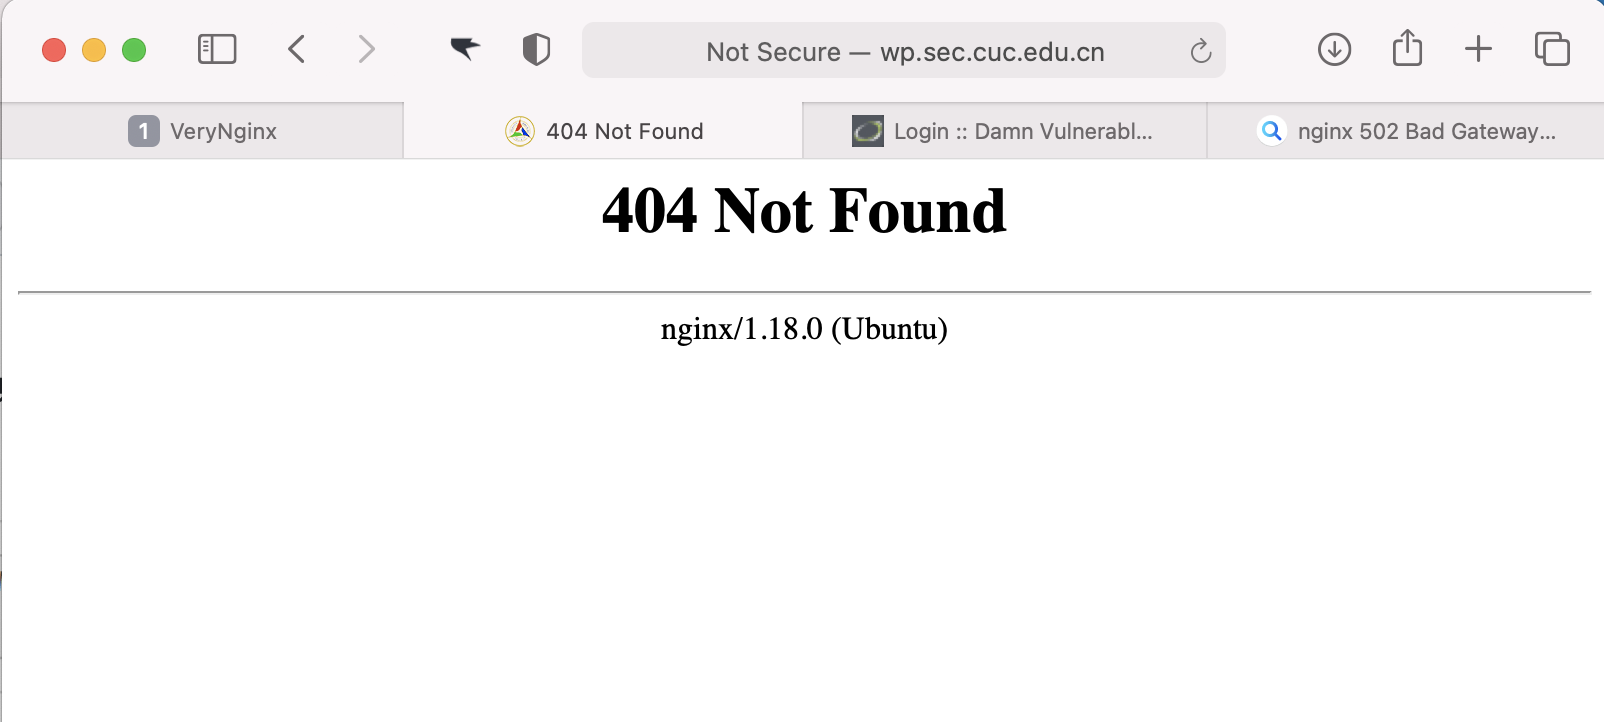 Not Secure — wp.sec.cuc.edu.cn
1 VeryNginx
404 Not Found
Login :: Damn Vulnerabl...
nginx 502 Bad Gateway...
404 Not Found
nginx/1.18.0 (Ubuntu)